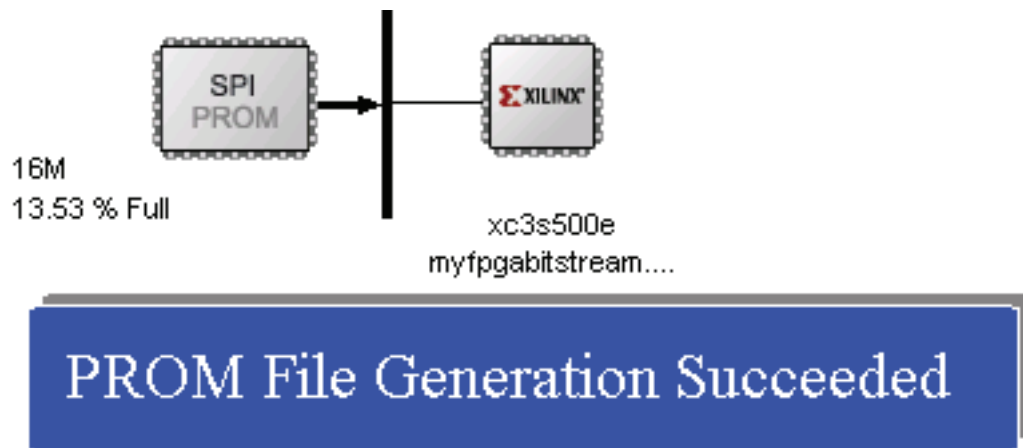 SPI
PROM
XILINX
16M
13.53 % Full
xc3s500e
myfpgabitstream....
PROM File Generation Succeeded